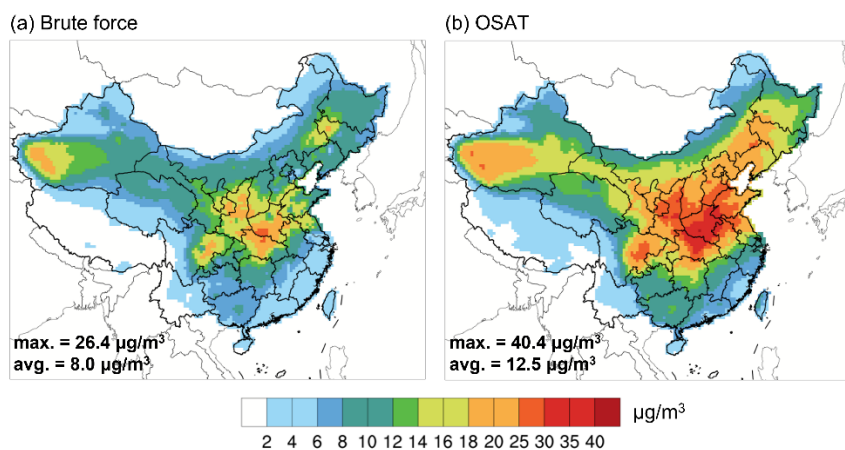 (a) Brute force
(b) OSAT
max. = 26.4 µg/m³
avg. = 8.0 µg/m³
max. = 40.4 µg/m³
avg. = 12.5 µg/m³
µg/m³
2 4 6 8 10 12 14 16 18 20 25 30 35 40